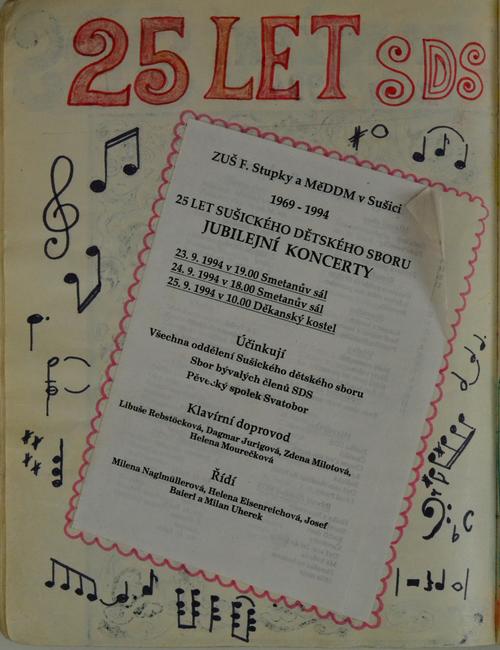 25 LET SDS
ZUŠ F. Stupky a MěDDM v Sušici
1969 - 1994
25 LET SUŠICKÉHO DĚTSKÉHO SBORU
JUBILEJNÍ KONCERTY
23. 9. 1994 v 19.00 Smetanův sál
24. 9. 1994 v 18.00 Smetanův sál
25. 9. 1994 v 10.00 Děkanský kostel
Účinkují
Všechna oddělení Sušického dětského sboru
Sbor bývalých členů SDS
Pěvecký spolek Svatobor
Klavírní doprovod
Libuše Rebstöcková, Dagmar Jurigová, Zdena Milotová,
Helena Mourečková
Řídí
Milena Naglmüllerová, Helena Eisenreichová, Josef
Baierl a Milan Uherek